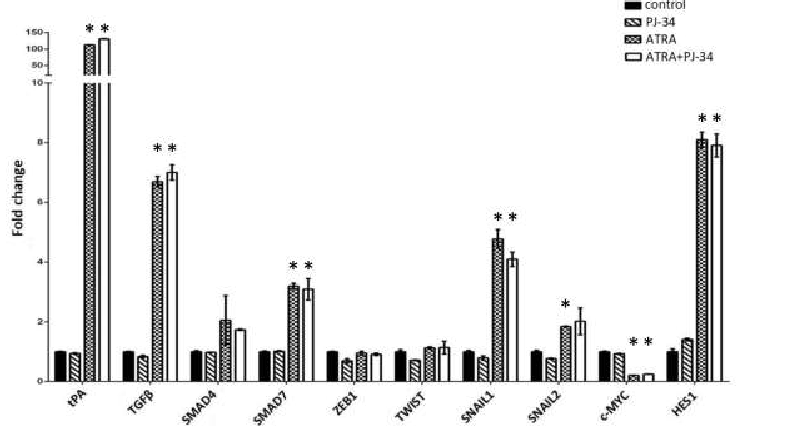 control
PJ-34
ATRA
ATRA+PJ-34
* * * * * * * * * * * * *
150
100
50
10
8
6
4
2
0
Fold change
tPA TGFβ SMAD4 SMAD7 ZEB1 TWIST SNAIL1 SNAIL2 c-MYC HES1